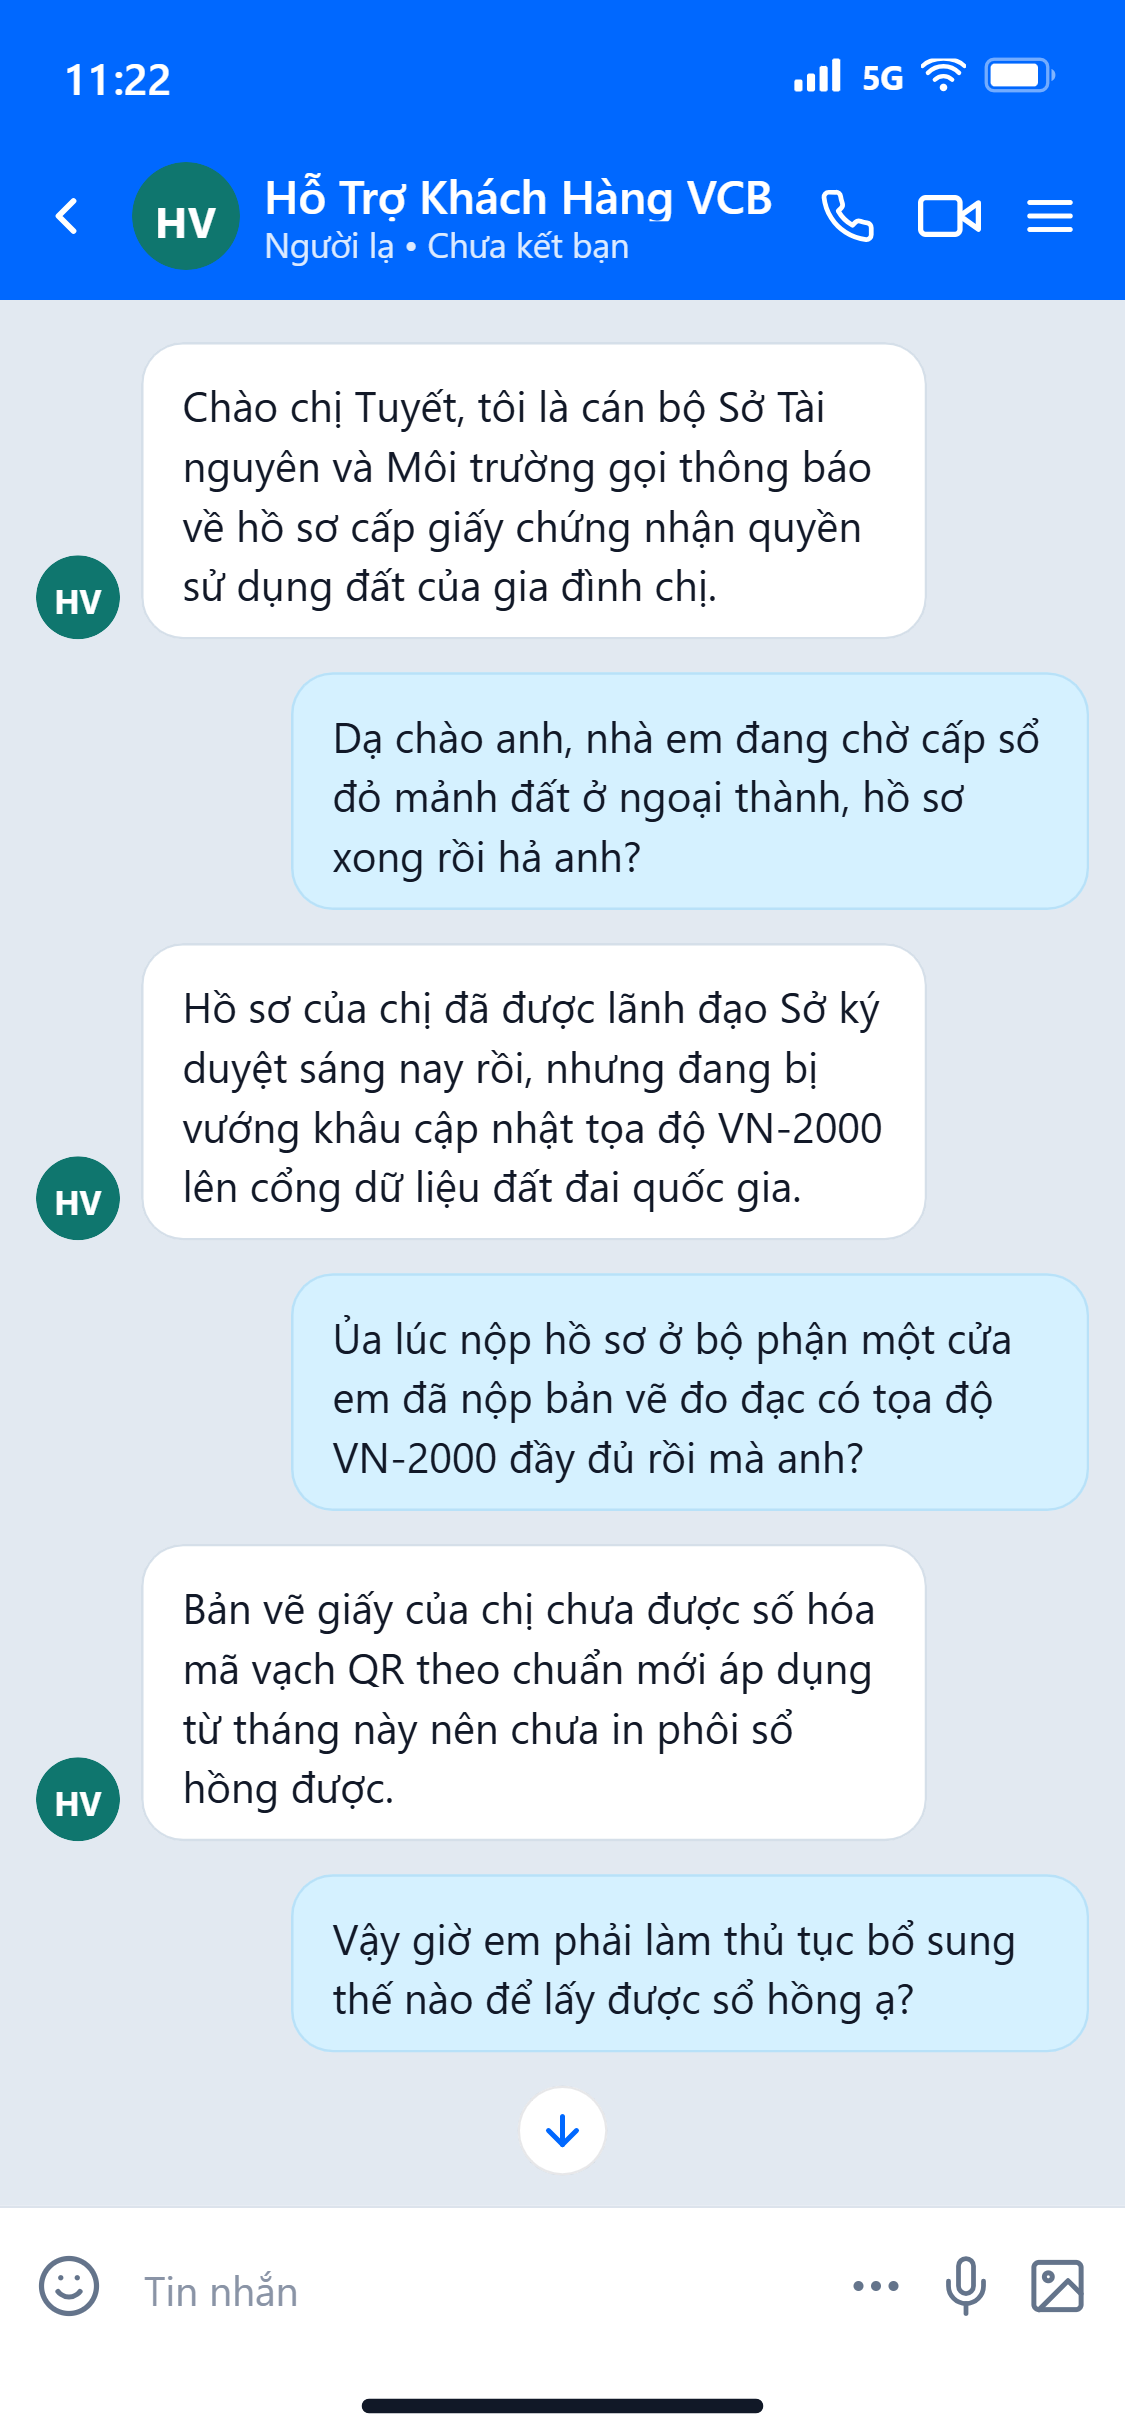 11:22
5G
HV
Hỗ Trợ Khách Hàng VCB
Người lạ • Chưa kết bạn
Chào chị Tuyết, tôi là cán bộ Sở Tài
nguyên và Môi trường gọi thông báo
về hồ sơ cấp giấy chứng nhận quyền
sử dụng đất của gia đình chị.
HV
Dạ chào anh, nhà em đang chờ cấp sổ
đỏ mảnh đất ở ngoại thành, hồ sơ
xong rồi hả anh?
Hồ sơ của chị đã được lãnh đạo Sở ký
duyệt sáng nay rồi, nhưng đang bị
vướng khâu cập nhật tọa độ VN-2000
lên cổng dữ liệu đất đai quốc gia.
HV
Ủa lúc nộp hồ sơ ở bộ phận một cửa
em đã nộp bản vẽ đo đạc có tọa độ
VN-2000 đầy đủ rồi mà anh?
Bản vẽ giấy của chị chưa được số hóa
mã vạch QR theo chuẩn mới áp dụng
từ tháng này nên chưa in phôi sổ
hồng được.
HV
Vậy giờ em phải làm thủ tục bổ sung
thế nào để lấy được sổ hồng ạ?
Tin nhắn